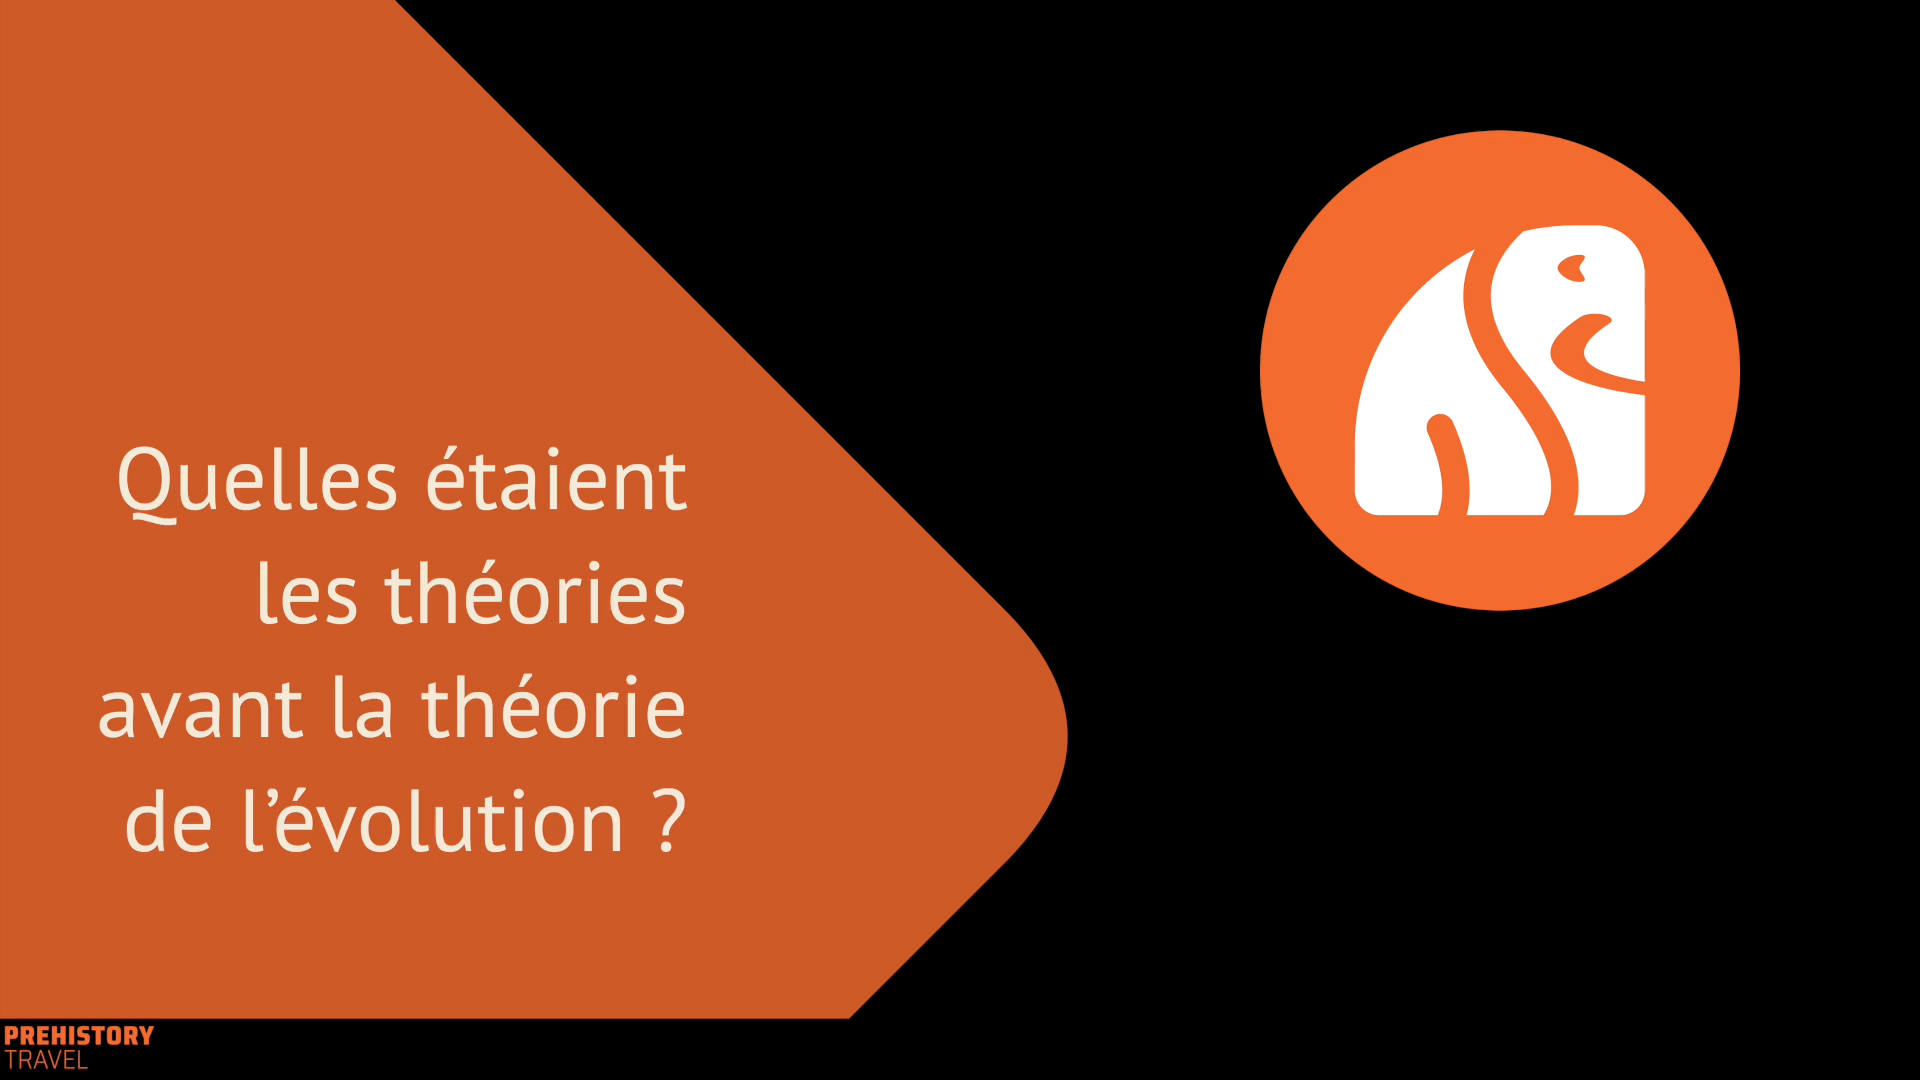 Quelles étaient
les théories
avant la théorie
de l’évolution ?
PREHISTORY
TRAVEL